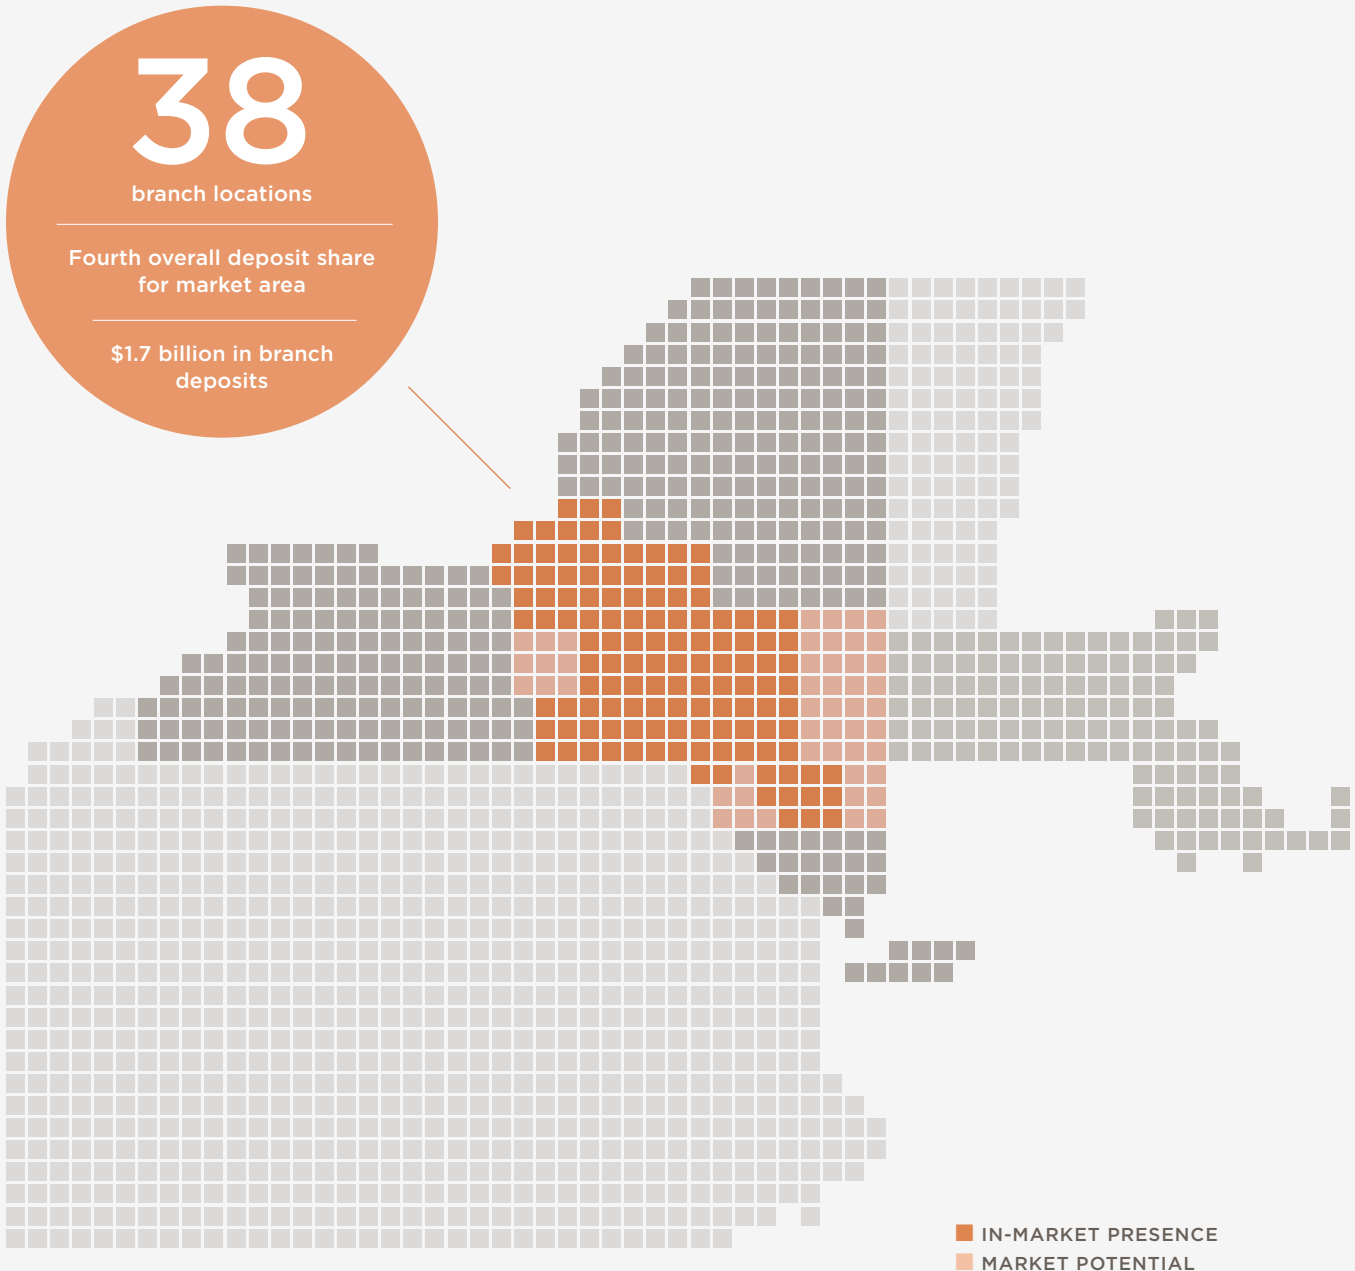 38
branch locations
Fourth overall deposit share
for market area
$1.7 billion in branch
deposits
IN-MARKET PRESENCE
MARKET POTENTIAL